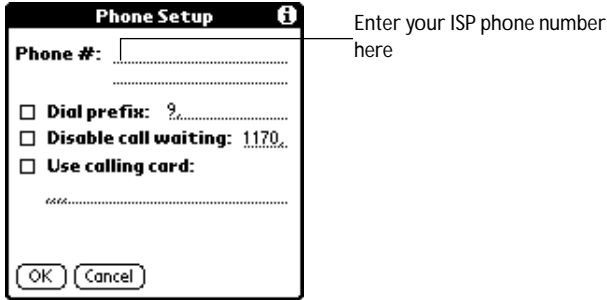 Phone Setup
Phone #:
Enter your ISP phone number
here
Dial prefix: 9,
Disable call waiting: 1170,
Use calling card:
,,,,
OK Cancel